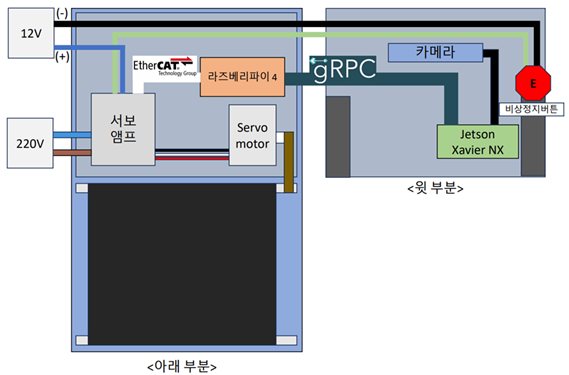 12V
(-)
(+)
EtherCAT
Technology Group
라즈베리파이 4
gRPC
카메라
E
비상정지버튼
서보
앰프
Servo
motor
Jetson
Xavier NX
220V
<윗 부분>
<아래 부분>